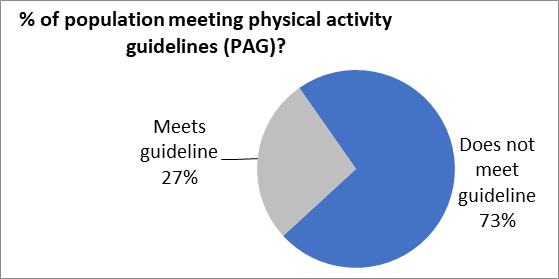 % of population meeting physical activity
guidelines (PAG)?
Meets
guideline
27%
Does not
meet
guideline
73%